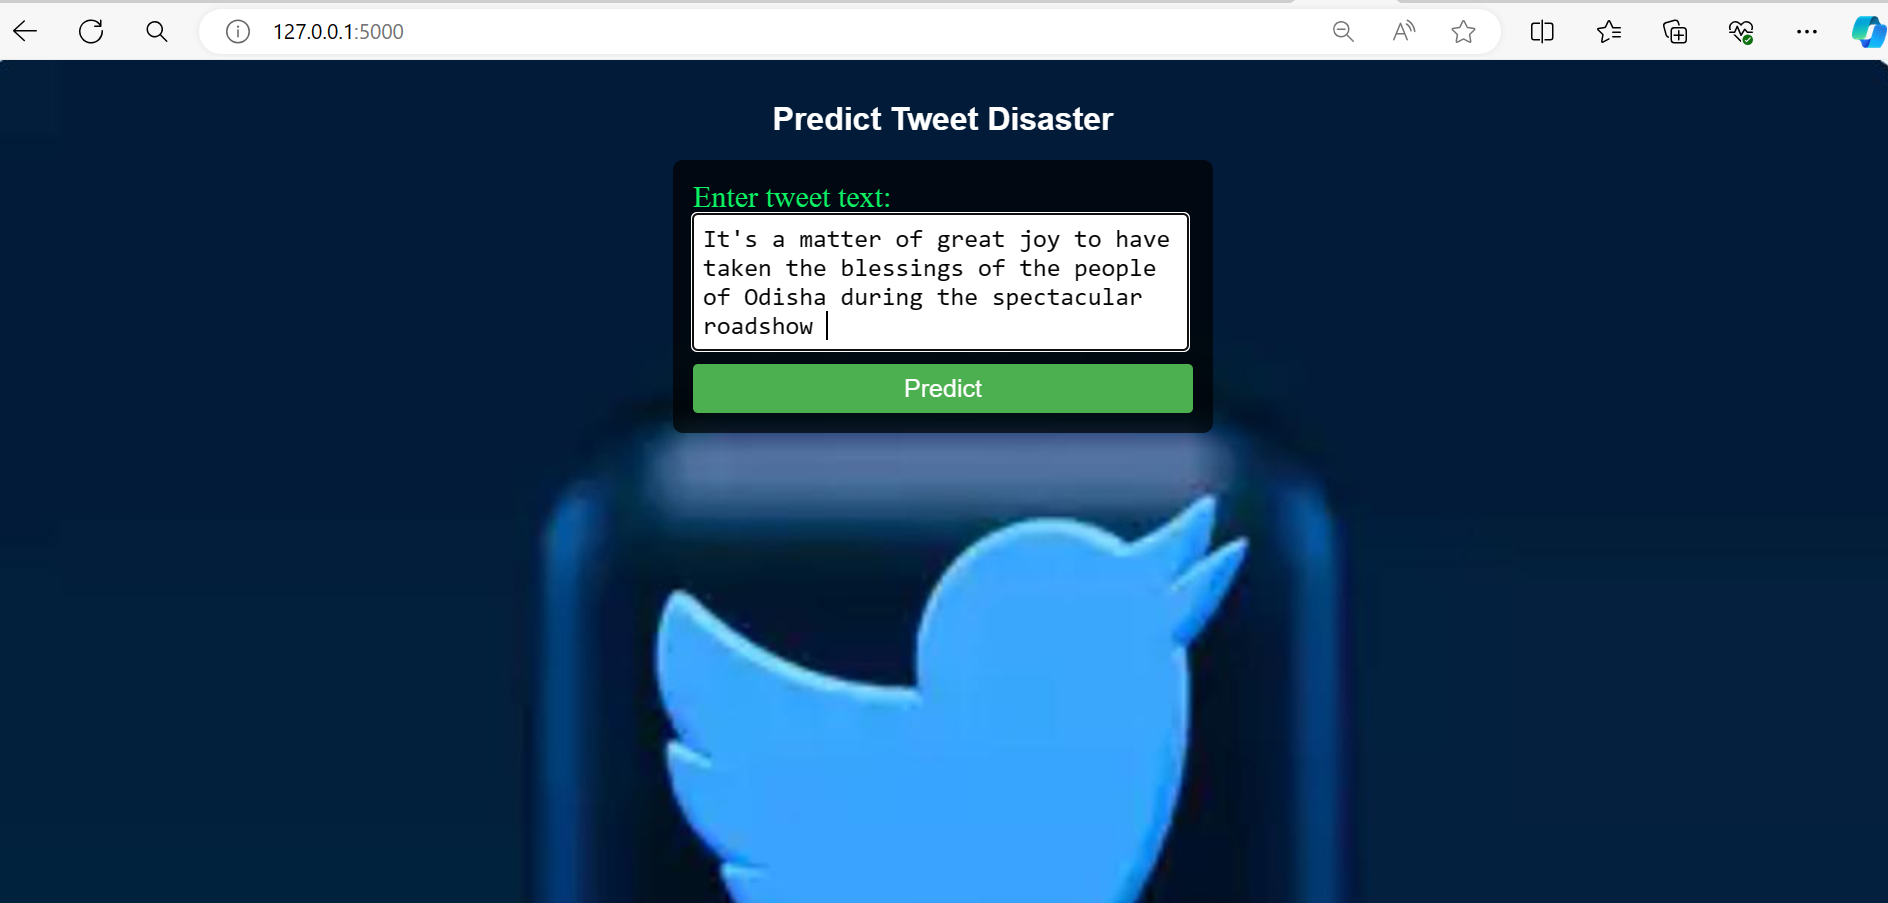 127.0.0.1:5000
Predict Tweet Disaster
Enter tweet text:
It's a matter of great joy to have
taken the blessings of the people
of Odisha during the spectacular
roadshow
Predict